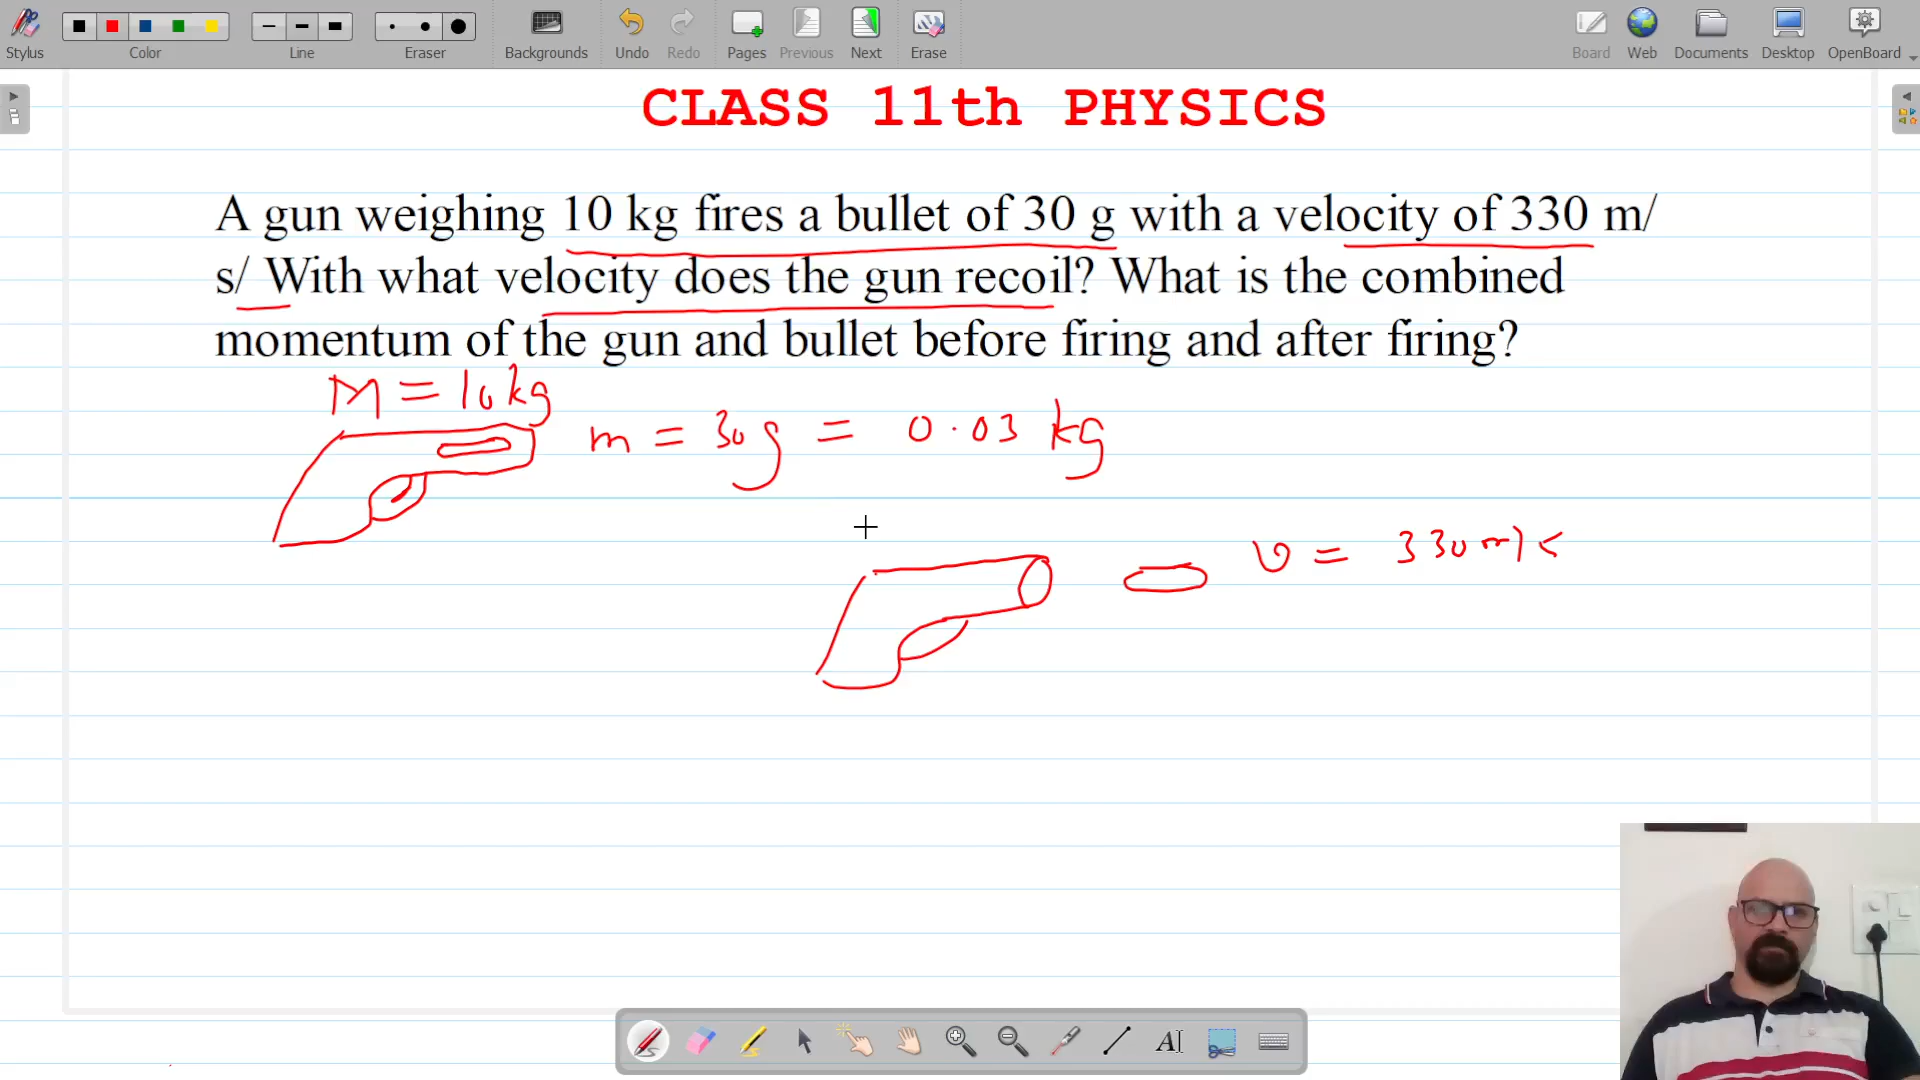 Stylus Color Line Eraser Backgrounds Undo Redo Pages Previous Next Erase Board Web Documents Desktop OpenBoard
CLASS 11th PHYSICS
A gun weighing 10 kg fires a bullet of 30 g with a velocity of 330 m/
s/ With what velocity does the gun recoil? What is the combined
momentum of the gun and bullet before firing and after firing?
M = 10kg
m = 30g = 0.03 kg
v = 330 m/s
AI